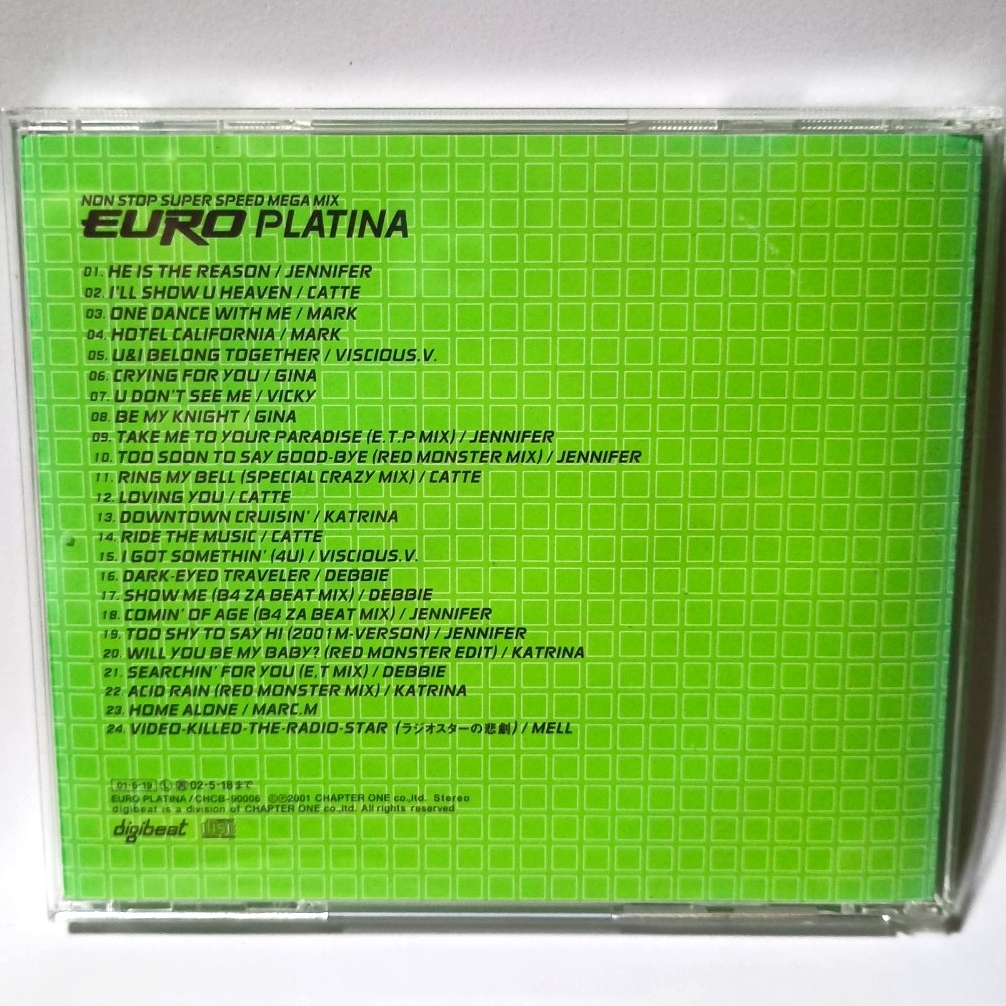 NON STOP SUPER SPEED MEGA MIX
EURO PLATINA
01. HE IS THE REASON / JENNIFER
02. I'LL SHOW U HEAVEN / CATTE
03. ONE DANCE WITH ME / MARK
04. HOTEL CALIFORNIA / MARK
05. U&I BELONG TOGETHER / VISCIOUS.V.
06. CRYING FOR YOU / GINA
07. U DON'T SEE ME / VICKY
08. BE MY KNIGHT / GINA
09. TAKE ME TO YOUR PARADISE (E.T.P MIX) / JENNIFER
10. TOO SOON TO SAY GOOD-BYE (RED MONSTER MIX) / JENNIFER
11. RING MY BELL (SPECIAL CRAZY MIX) / CATTE
12. LOVING YOU / CATTE
13. DOWNTOWN CRUISIN' / KATRINA
14. RIDE THE MUSIC / CATTE
15. I GOT SOMETHIN' (4U) / VISCIOUS.V.
16. DARK-EYED TRAVELER / DEBBIE
17. SHOW ME (B4 ZA BEAT MIX) / DEBBIE
18. COMIN' OF AGE (B4 ZA BEAT MIX) / JENNIFER
19. TOO SHY TO SAY HI (2001 M-VERSON) / JENNIFER
20. WILL YOU BE MY BABY? (RED MONSTER EDIT) / KATRINA
21. SEARCHIN' FOR YOU (E,T MIX) / DEBBIE
22. ACID RAIN (RED MONSTER MIX) / KATRINA
23. HOME ALONE / MARC.M
24. VIDEO-KILLED-THE-RADIO-STAR (ラジオスターの悲劇) / MELL
01・5・19 Ⓛ 02・5・18まで
EURO PLATINA / CHCB-90006 ©Ⓟ2001 CHAPTER ONE co.,ltd. Stereo
digibeat is a division of CHAPTER ONE co.,ltd. All rights reserved
digibeat